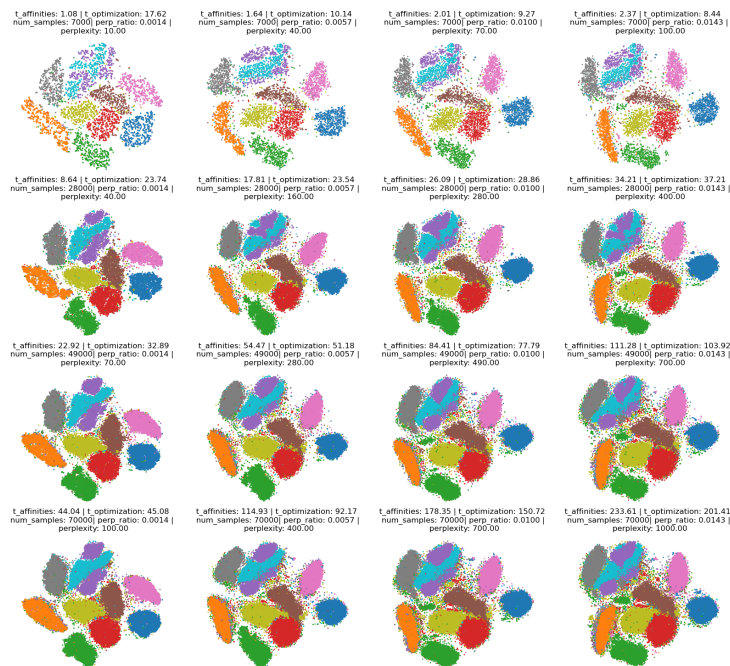 t_affinities: 1.08 | t_optimization: 17.62
num_samples: 7000| perp_ratio: 0.0014 |
perplexity: 10.00
t_affinities: 1.64 | t_optimization: 10.14
num_samples: 7000| perp_ratio: 0.0057 |
perplexity: 40.00
t_affinities: 2.01 | t_optimization: 9.27
num_samples: 7000| perp_ratio: 0.0100 |
perplexity: 70.00
t_affinities: 2.37 | t_optimization: 8.44
num_samples: 7000| perp_ratio: 0.0143 |
perplexity: 100.00
t_affinities: 8.64 | t_optimization: 23.74
num_samples: 28000| perp_ratio: 0.0014 |
perplexity: 40.00
t_affinities: 17.81 | t_optimization: 23.54
num_samples: 28000| perp_ratio: 0.0057 |
perplexity: 160.00
t_affinities: 26.09 | t_optimization: 28.86
num_samples: 28000| perp_ratio: 0.0100 |
perplexity: 280.00
t_affinities: 34.21 | t_optimization: 37.21
num_samples: 28000| perp_ratio: 0.0143 |
perplexity: 400.00
t_affinities: 22.92 | t_optimization: 32.89
num_samples: 49000| perp_ratio: 0.0014 |
perplexity: 70.00
t_affinities: 54.47 | t_optimization: 51.18
num_samples: 49000| perp_ratio: 0.0057 |
perplexity: 280.00
t_affinities: 84.41 | t_optimization: 77.79
num_samples: 49000| perp_ratio: 0.0100 |
perplexity: 490.00
t_affinities: 111.28 | t_optimization: 103.92
num_samples: 49000| perp_ratio: 0.0143 |
perplexity: 700.00
t_affinities: 44.04 | t_optimization: 45.08
num_samples: 70000| perp_ratio: 0.0014 |
perplexity: 100.00
t_affinities: 114.93 | t_optimization: 92.17
num_samples: 70000| perp_ratio: 0.0057 |
perplexity: 400.00
t_affinities: 178.35 | t_optimization: 150.72
num_samples: 70000| perp_ratio: 0.0100 |
perplexity: 700.00
t_affinities: 233.61 | t_optimization: 201.41
num_samples: 70000| perp_ratio: 0.0143 |
perplexity: 1000.00